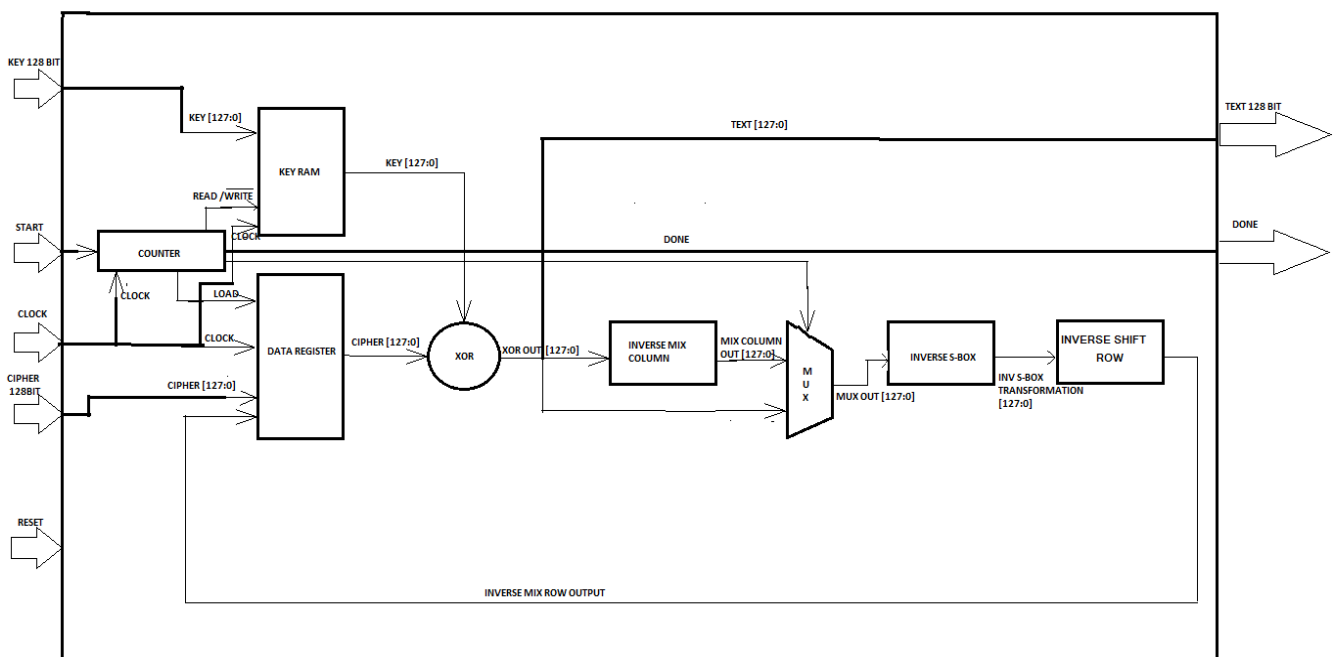 KEY 128 BIT
KEY [127:0]
KEY RAM
KEY [127:0]
READ /WRITE
TEXT [127:0]
TEXT 128 BIT
START
COUNTER
CLOCK
DONE
DONE
CLOCK
LOAD
CLOCK
CLOCK
DATA REGISTER
CIPHER [127:0]
XOR
XOR OUT [127:0]
INVERSE MIX
COLUMN
MIX COLUMN
OUT [127:0]
M
U
X
MUX OUT [127:0]
INVERSE S-BOX
INV S-BOX
TRANSFORMATION
[127:0]
INVERSE SHIFT
ROW
CIPHER
128BIT
CIPHER [127:0]
RESET
INVERSE MIX ROW OUTPUT